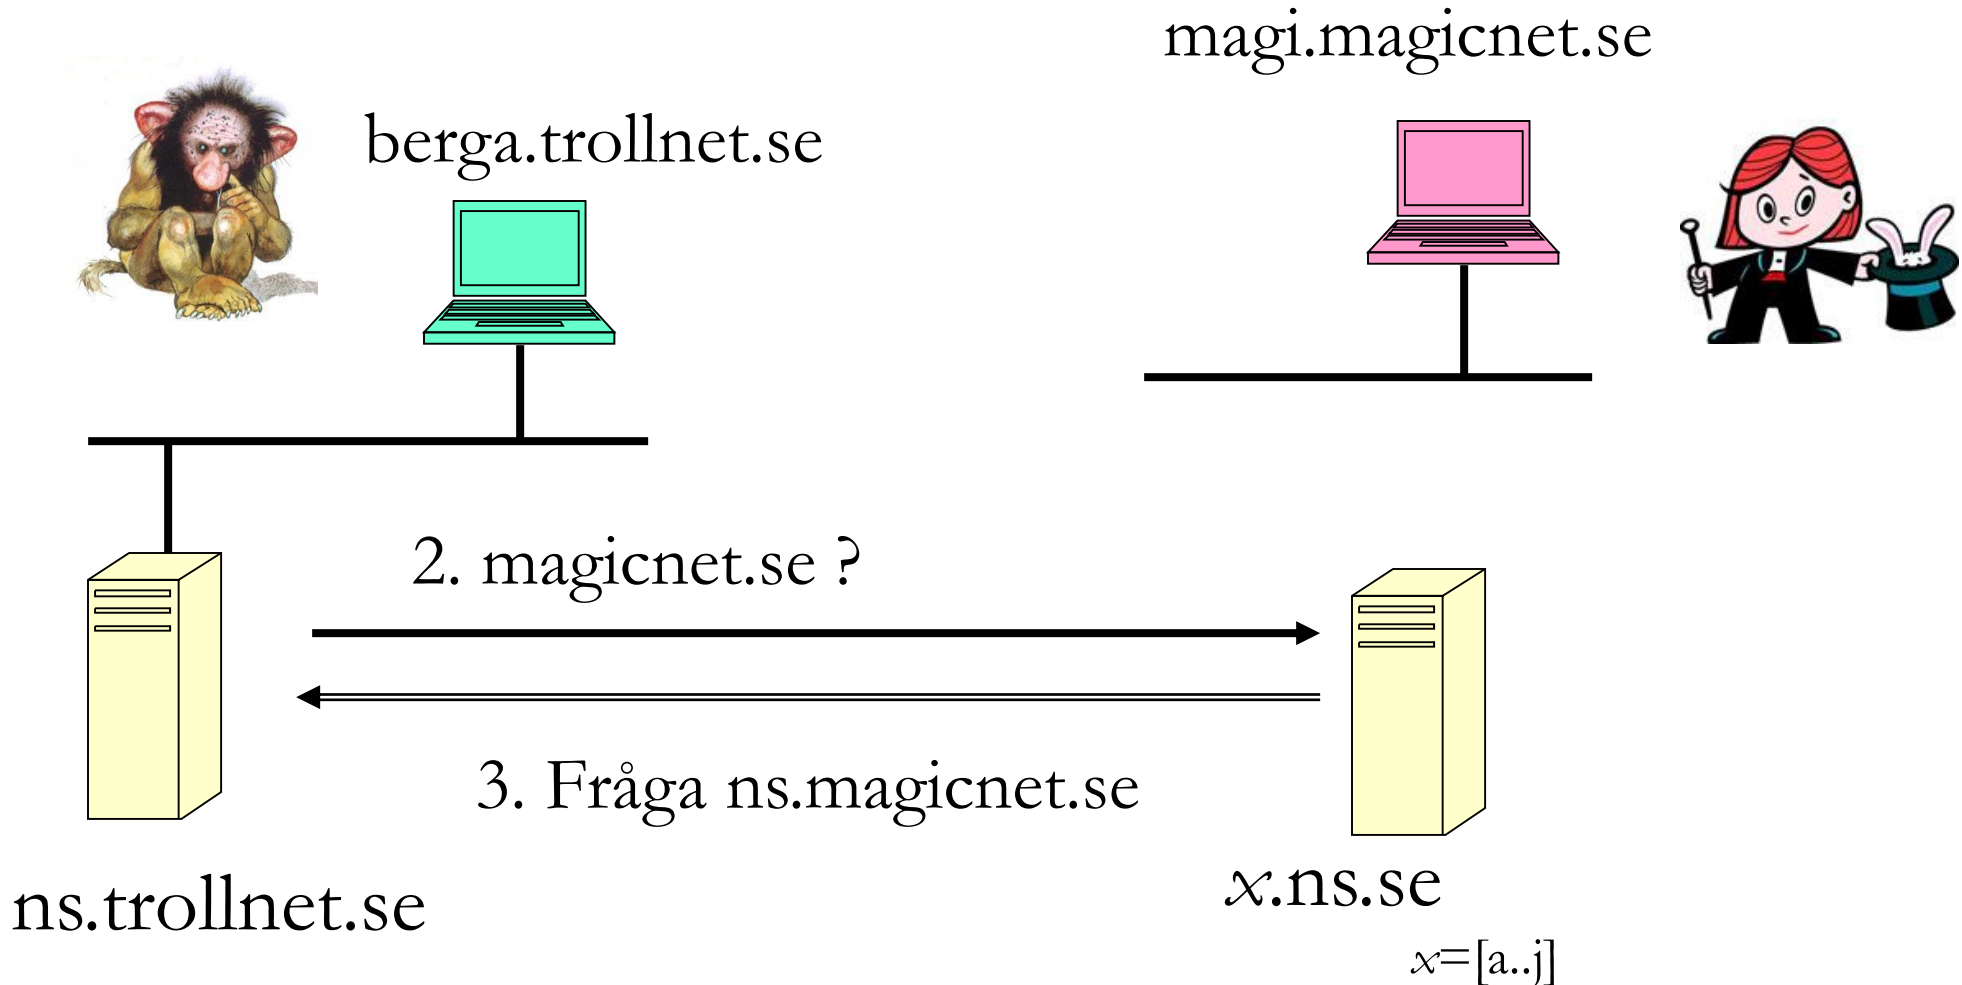 magi.magicnet.se
berga.trollnet.se
2. magicnet.se ?
3. Fråga ns.magicnet.se
ns.trollnet.se
x.ns.se
x=[a..j]